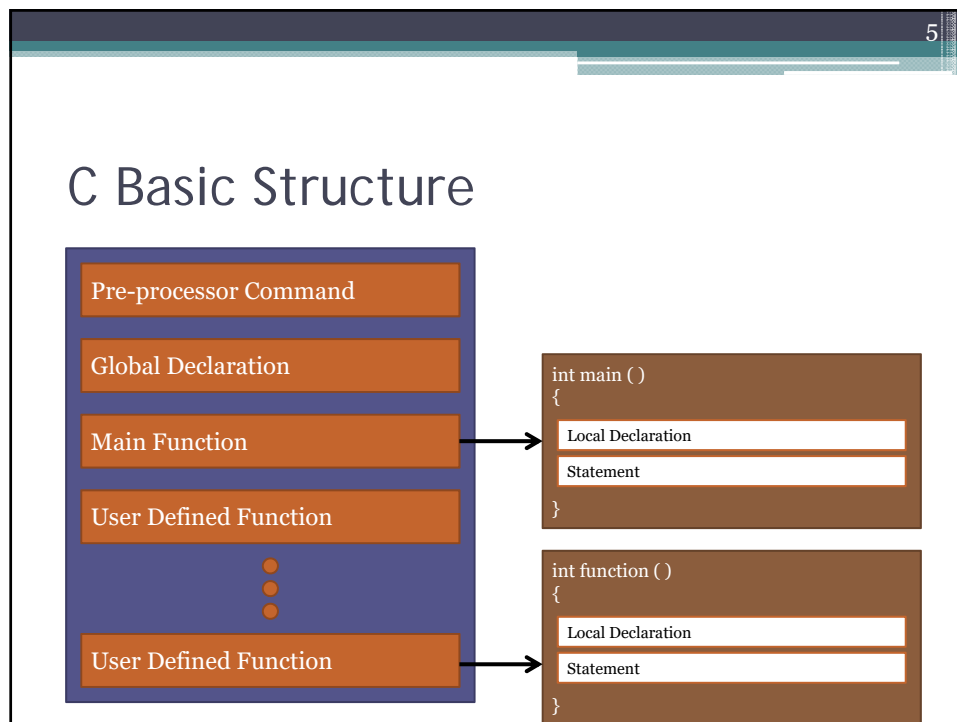 5
C Basic Structure
Pre-processor Command
Global Declaration
Main Function
User Defined Function
User Defined Function
int main ( )
{
Local Declaration
Statement
}
int function ( )
{
Local Declaration
Statement
}